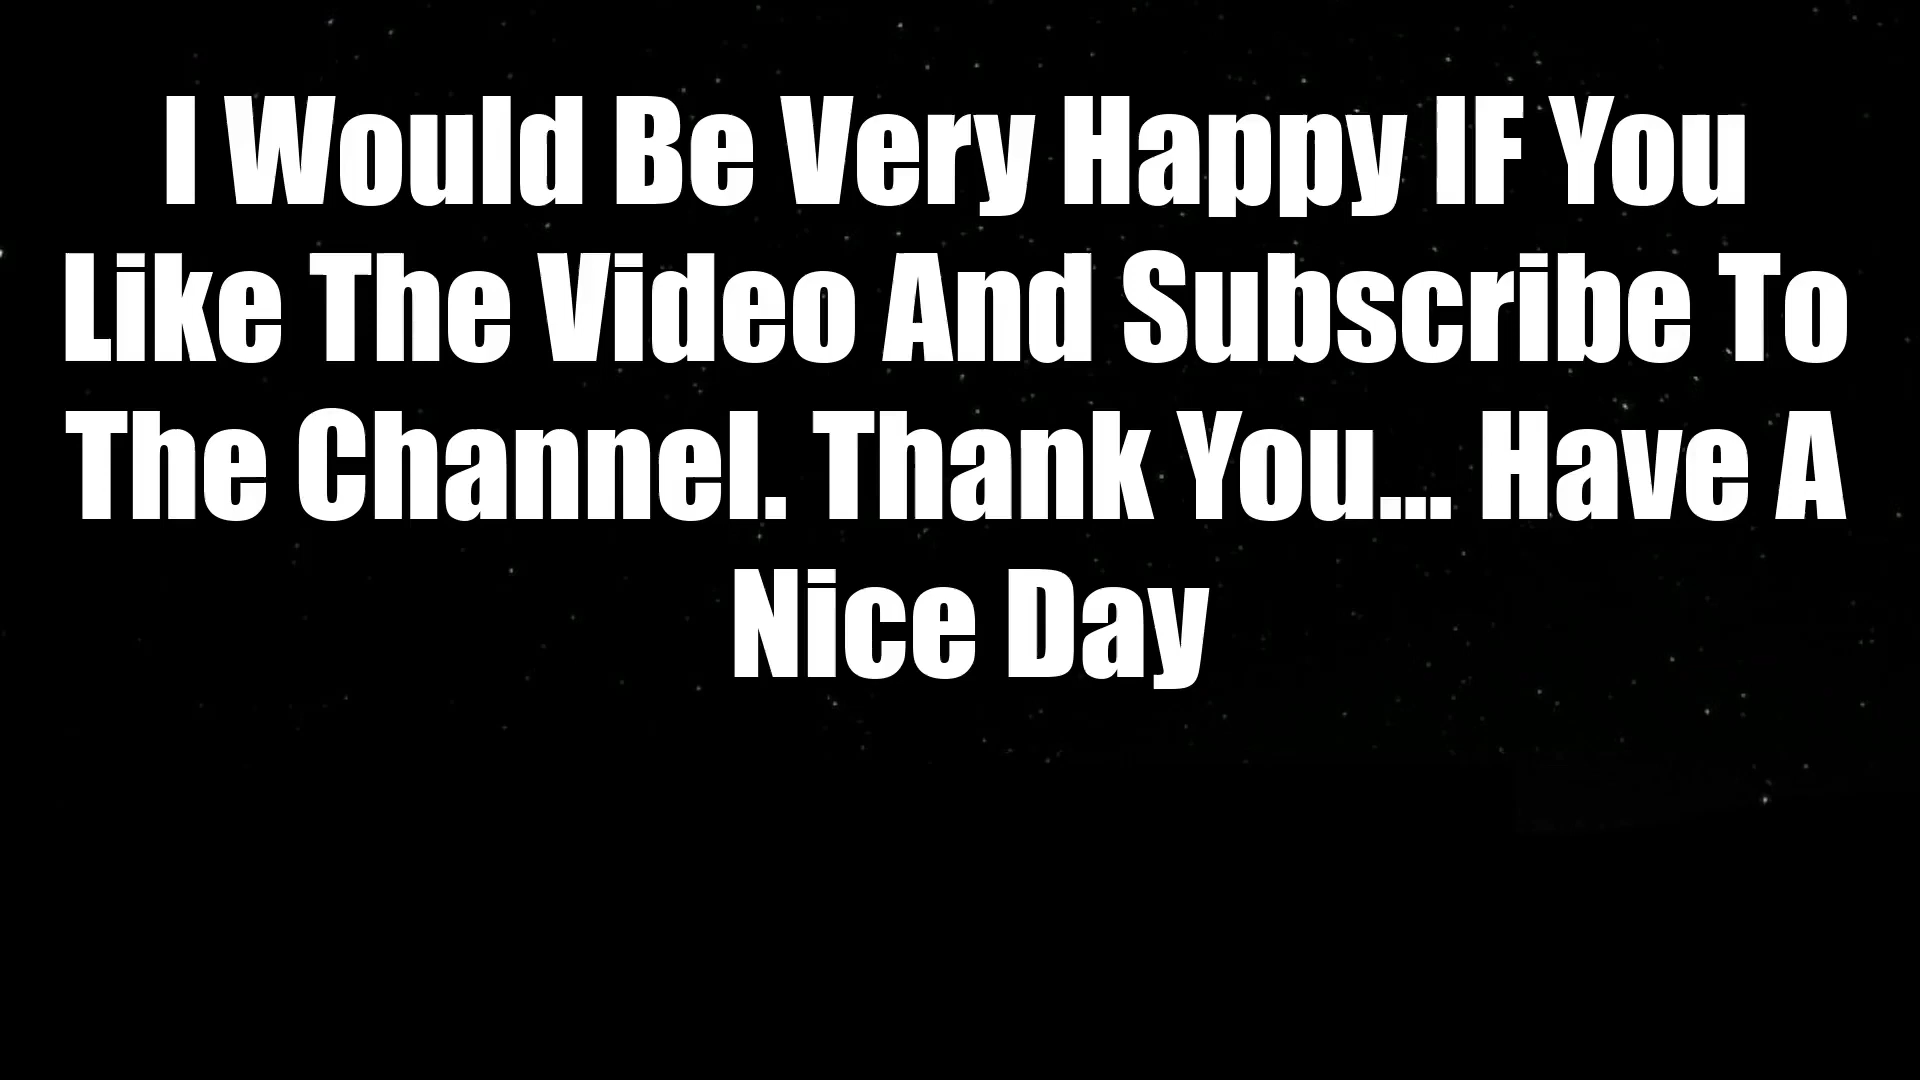 I Would Be Very Happy IF You
Like The Video And Subscribe To
The Channel. Thank You... Have A
Nice Day